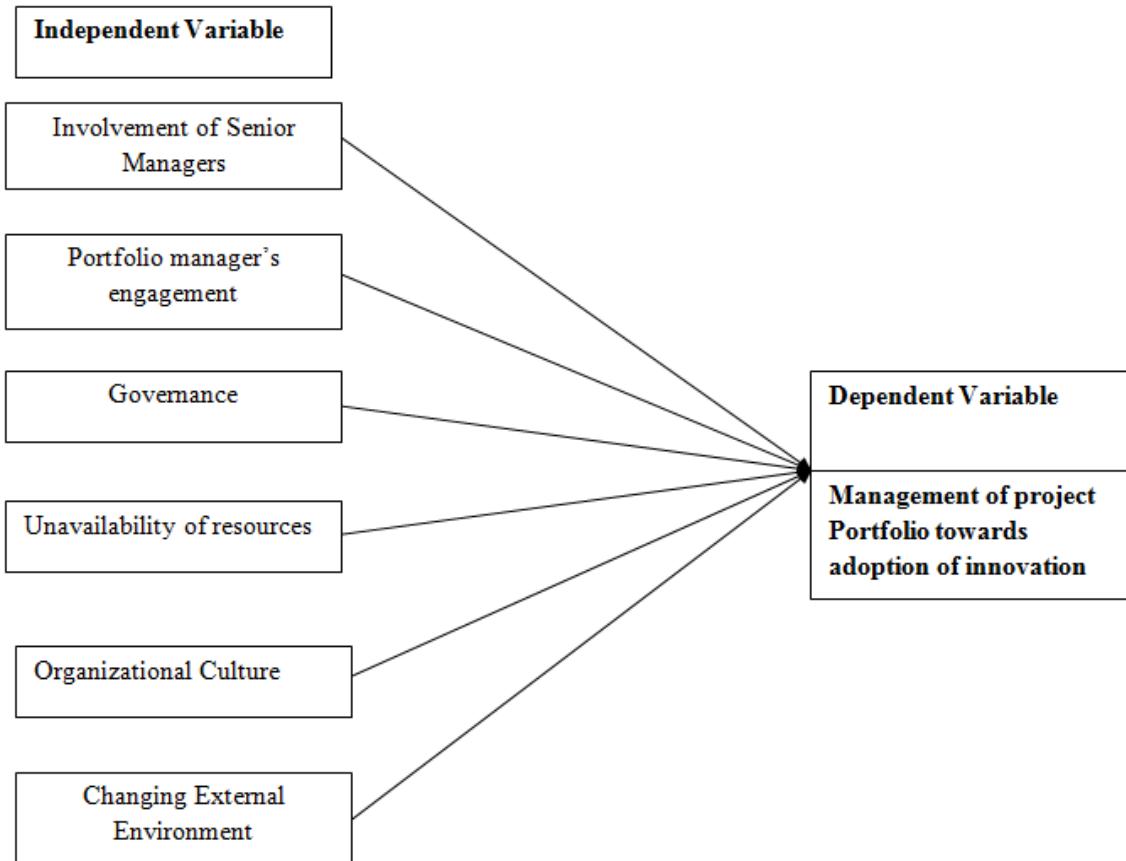 Independent Variable
Involvement of Senior
Managers
Portfolio manager’s
engagement
Governance
Unavailability of resources
Organizational Culture
Changing External
Environment
Dependent Variable
Management of project
Portfolio towards
adoption of innovation